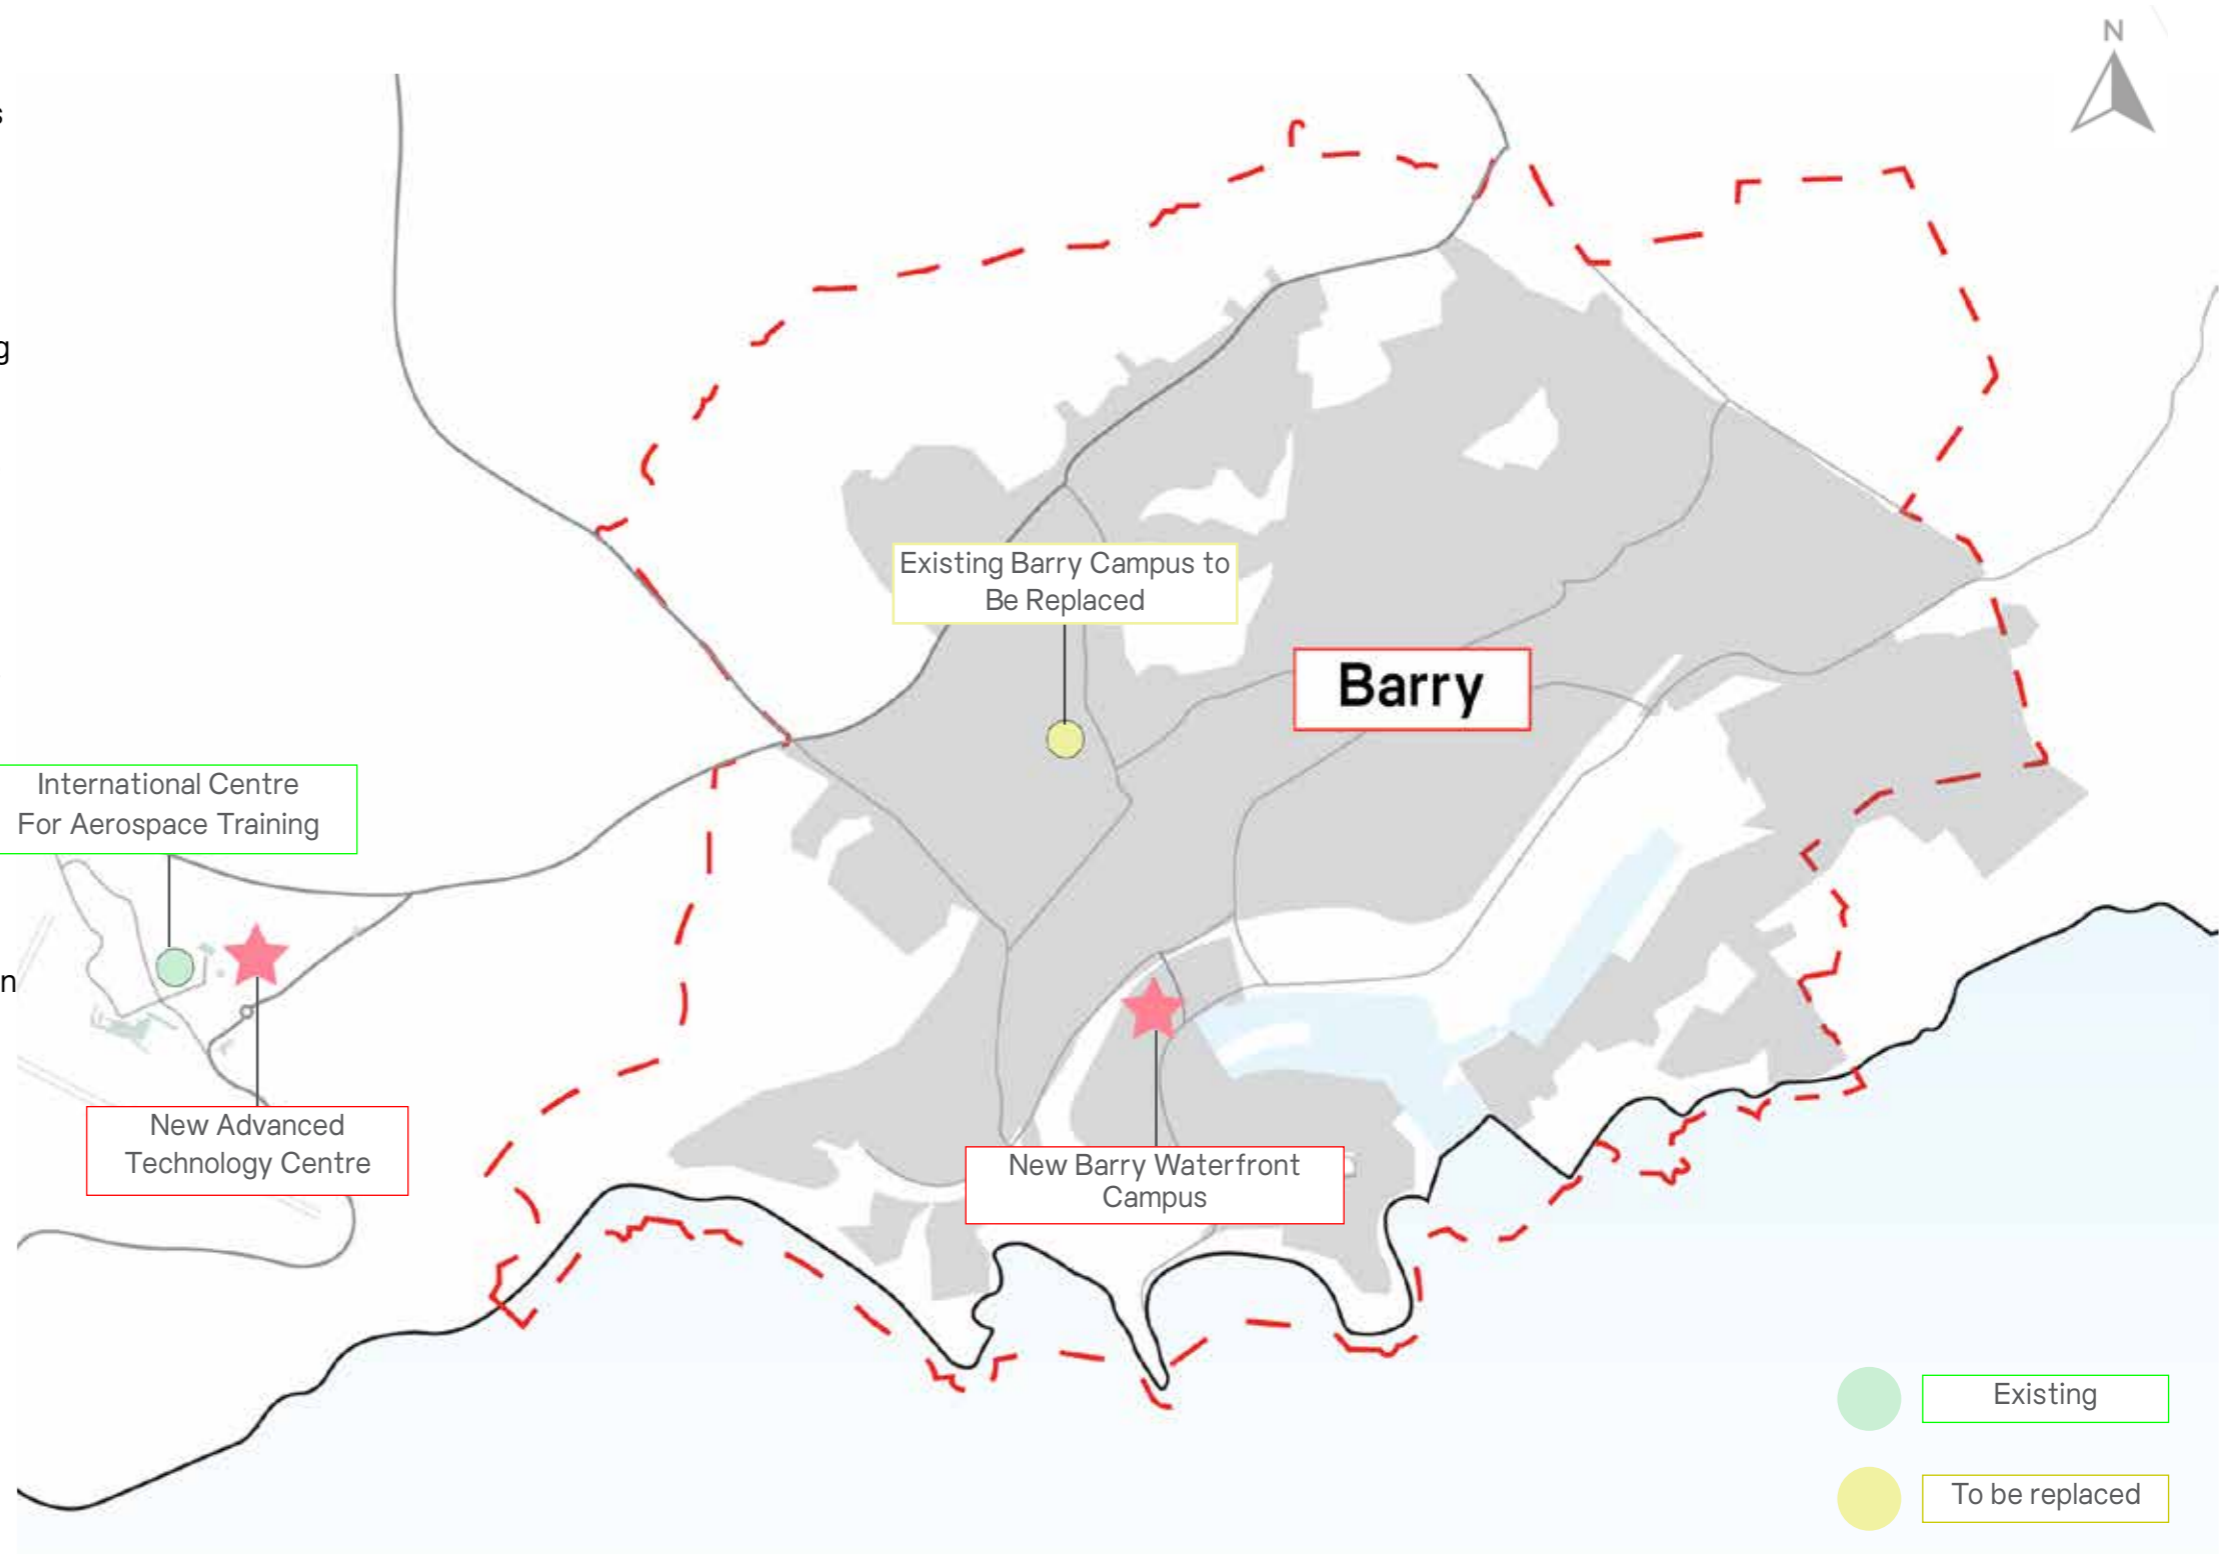 N
Existing Barry Campus to
Be Replaced
Barry
International Centre
For Aerospace Training
New Advanced
Technology Centre
New Barry Waterfront
Campus
Existing
To be replaced